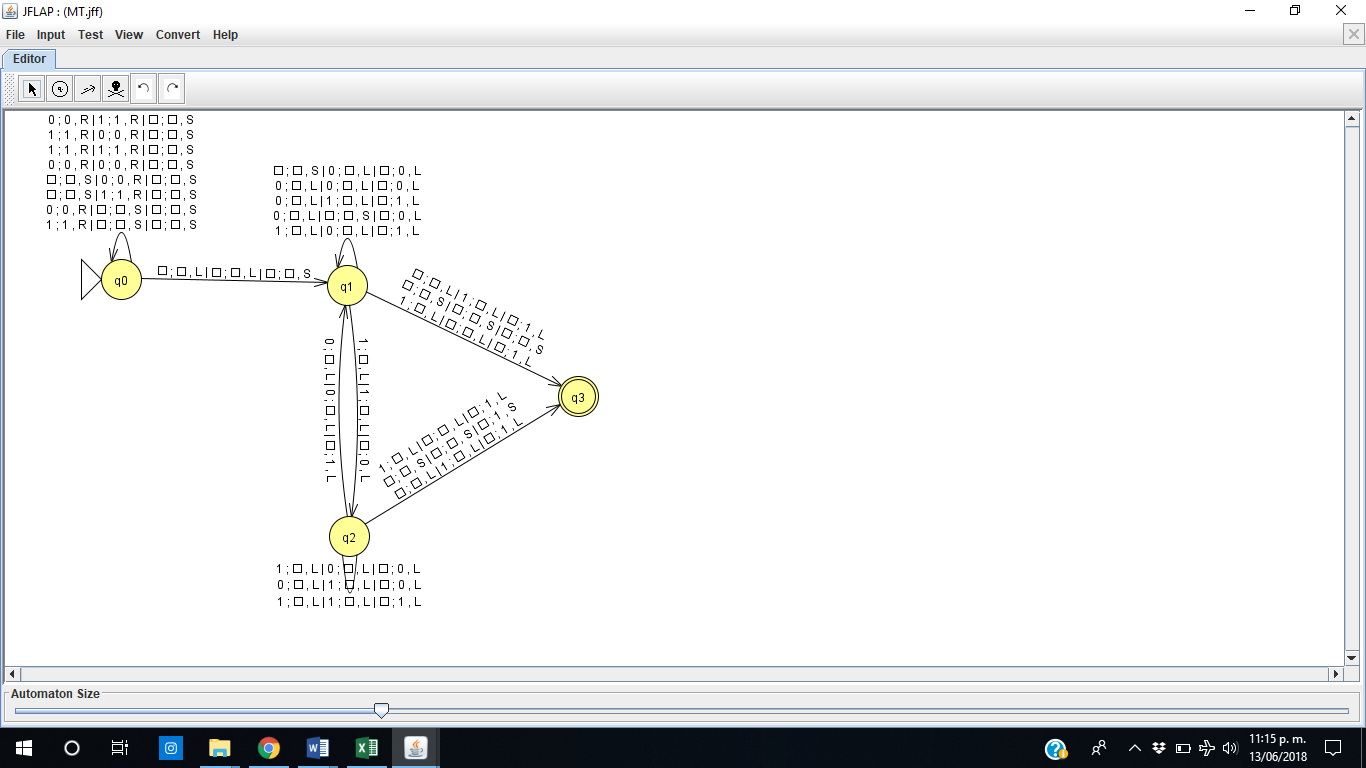 JFLAP : (MT.jff)
File Input Test View Convert Help
Editor
0 ; 0 , R | 1 ; 1 , R | □ ; □ , S
1 ; 1 , R | 0 ; 0 , R | □ ; □ , S
1 ; 1 , R | 1 ; 1 , R | □ ; □ , S
0 ; 0 , R | 0 ; 0 , R | □ ; □ , S
□ ; □ , S | 0 ; 0 , R | □ ; □ , S
□ ; □ , S | 1 ; 1 , R | □ ; □ , S
0 ; 0 , R | □ ; □ , S | □ ; □ , S
1 ; 1 , R | □ ; □ , S | □ ; □ , S
□ ; □ , S | 0 ; □ , L | □ ; 0 , L
0 ; □ , L | 0 ; □ , L | □ ; 0 , L
0 ; □ , L | 1 ; □ , L | □ ; 1 , L
0 ; □ , L | □ ; □ , S | □ ; 0 , L
1 ; □ , L | 0 ; □ , L | □ ; 1 , L
q0
□ ; □ , L | □ ; □ , L | □ ; □ , S
q1
□ ; □ , L | 1 ; □ , L | □ ; 1 , L
□ ; □ , S | □ ; □ , S | □ ; □ , S
1 ; □ , L | □ ; □ , L | □ ; 1 , L
0 ; □ , L | 0 ; □ , L | □ ; 1 , L
1 ; □ , L | 1 ; □ , L | □ ; 0 , L
q3
1 ; □ , L | □ ; □ , L | □ ; 1 , L
□ ; □ , S | □ ; □ , S | □ ; 1 , S
□ ; □ , L | 1 ; □ , L | □ ; 1 , L
q2
1 ; □ , L | 0 ; □ , L | □ ; 0 , L
0 ; □ , L | 1 ; □ , L | □ ; 0 , L
1 ; □ , L | 1 ; □ , L | □ ; 1 , L
Automaton Size
11:15 p. m.
13/06/2018